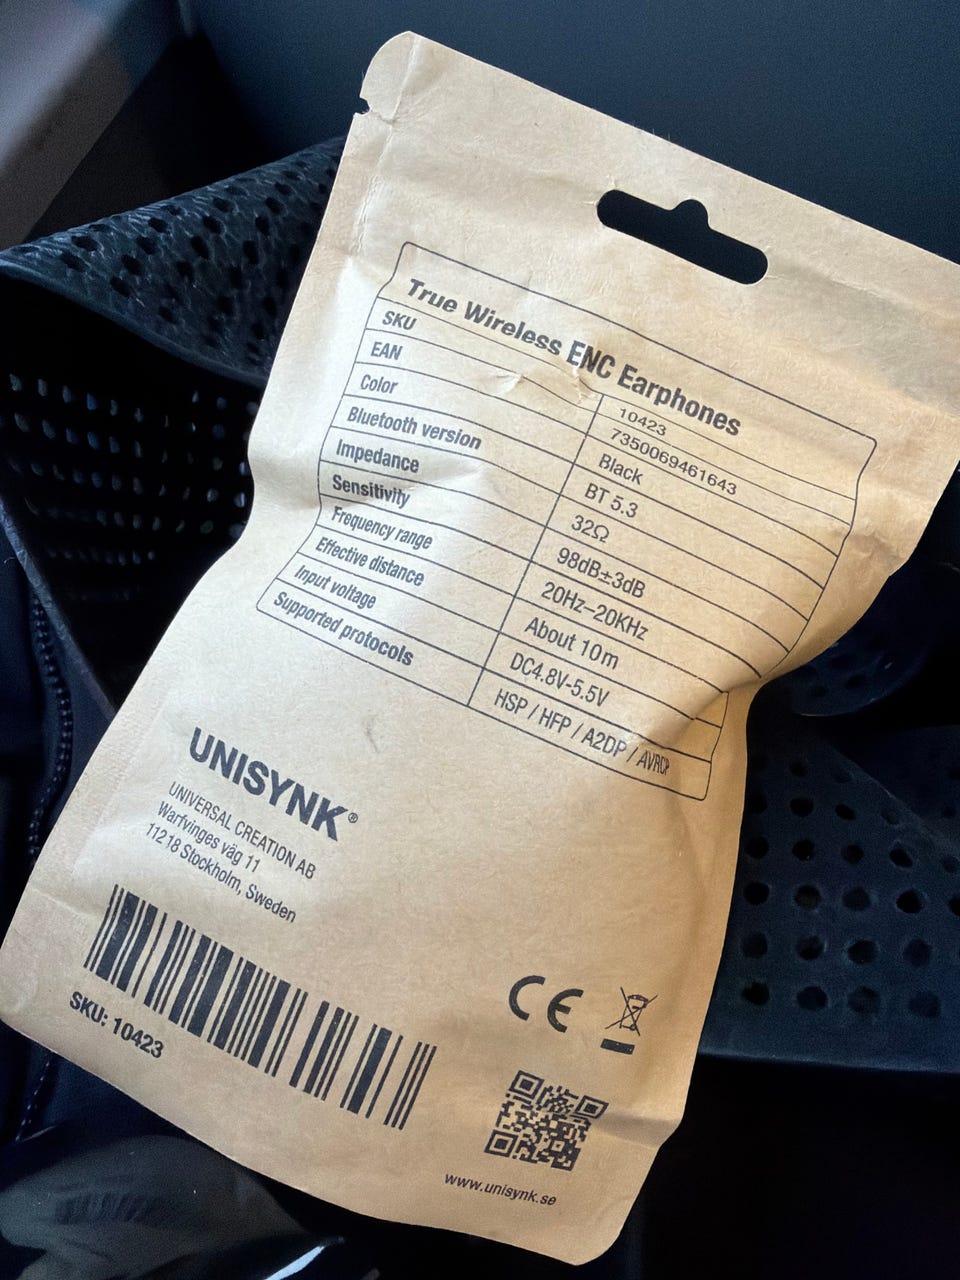 True Wireless ENC Earphones
SKU 10423
EAN 7350069461643
Color Black
Bluetooth version BT 5.3
Impedance 32Ω
Sensitivity 98dB±3dB
Frequency range 20Hz–20KHz
Effective distance About 10m
Input voltage DC4.8V-5.5V
Supported protocols HSP / HFP / A2DP / AVRCP
UNISYNK®
UNIVERSAL CREATION AB
Warfvinges väg 11
112 18 Stockholm, Sweden
SKU: 10423
CE
www.unisynk.se